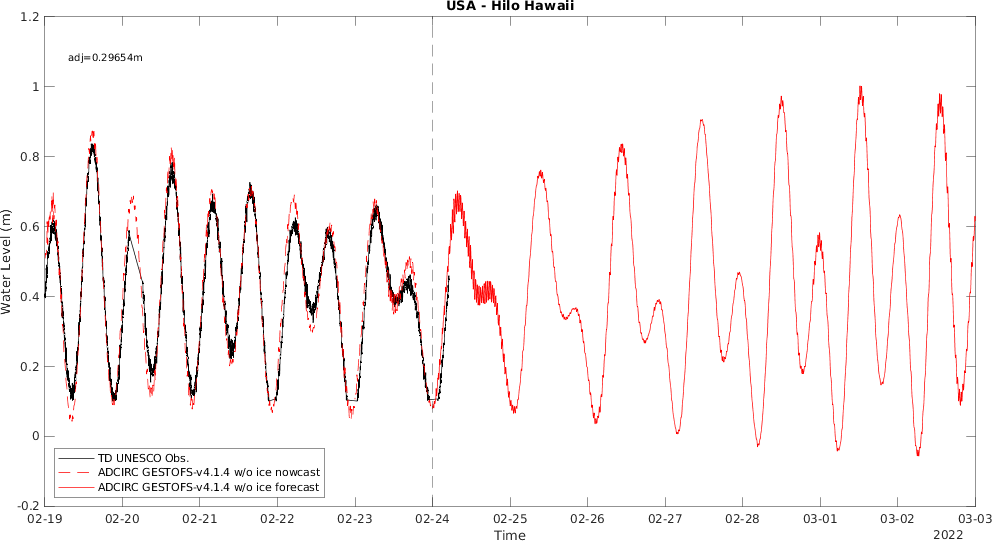 USA - Hilo Hawaii
1.2
adj=0.29654m
1
0.8
0.6
0.4
0.2
0
-0.2
Water Level (m)
TD UNESCO Obs.
ADCIRC GESTOFS-v4.1.4 w/o ice nowcast
ADCIRC GESTOFS-v4.1.4 w/o ice forecast
02-19 02-20 02-21 02-22 02-23 02-24 02-25 02-26 02-27 02-28 03-01 03-02 03-03
Time
2022